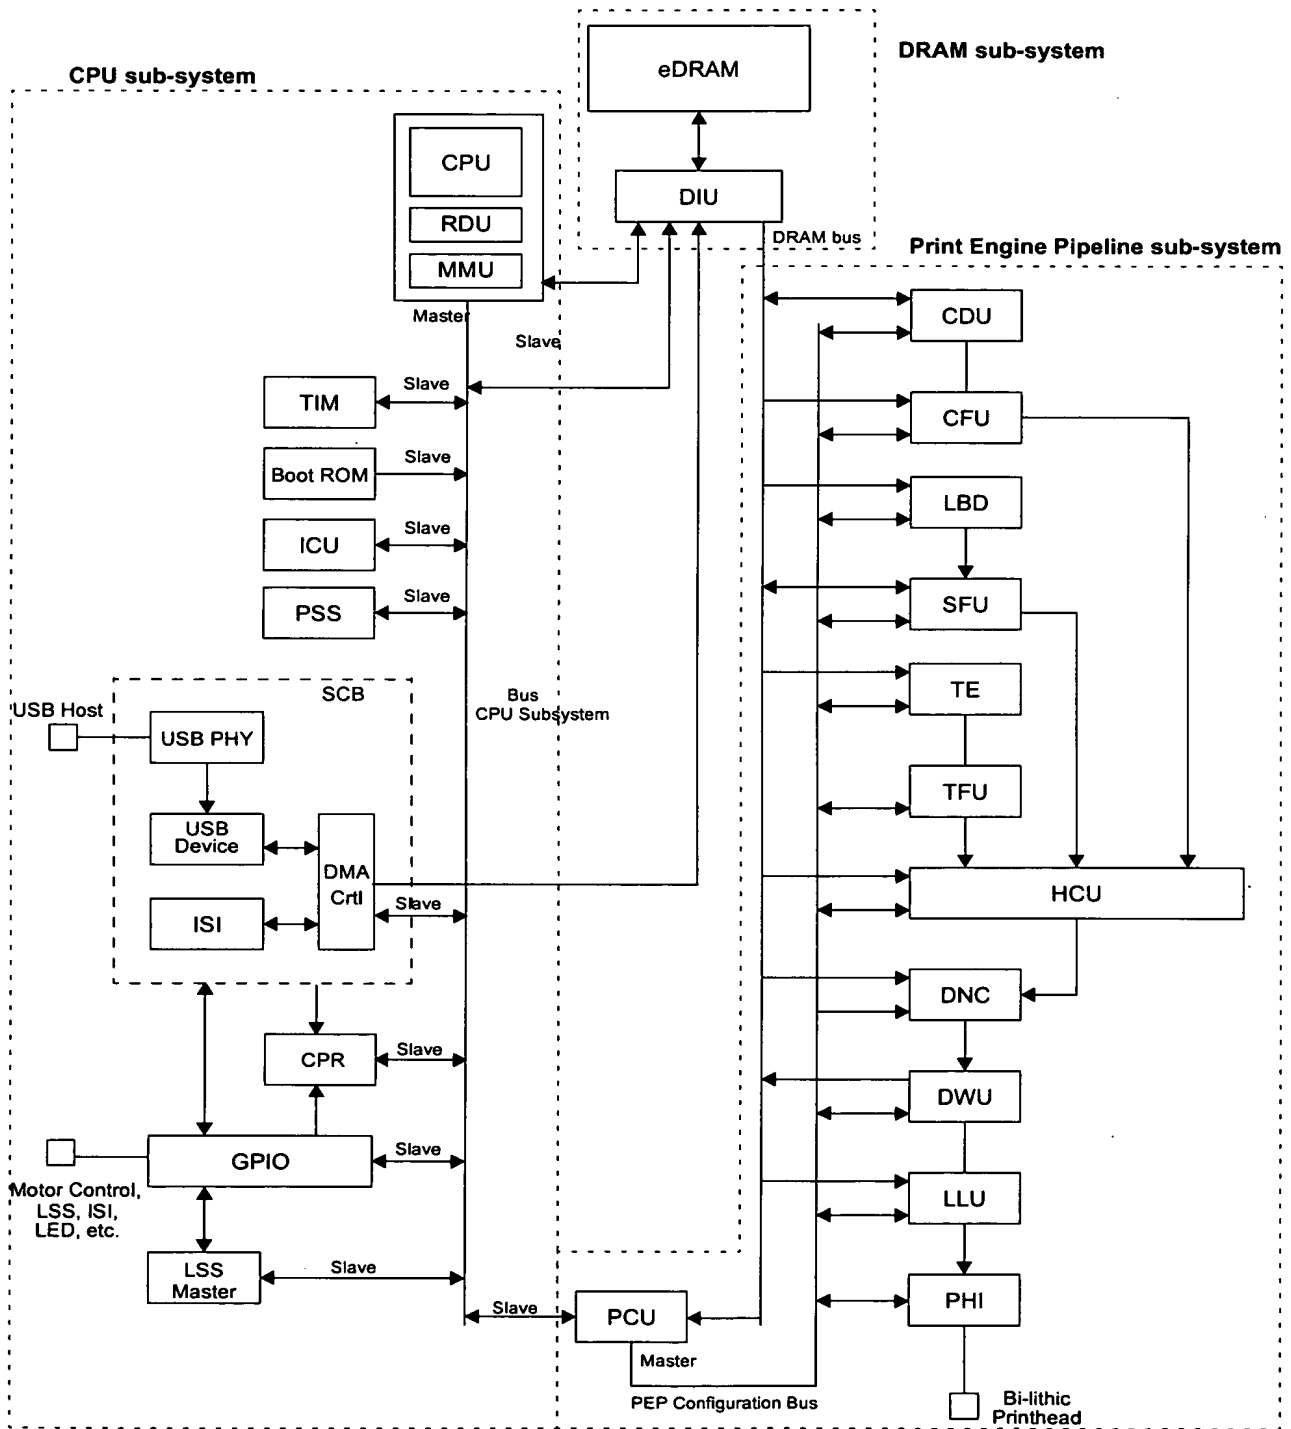 CPU sub-system
DRAM sub-system
eDRAM
DIU
DRAM bus
CPU
RDU
MMU
Master
Slave
Slave
TIM
Slave
Boot ROM
Slave
ICU
Slave
PSS
SCB
USB Host
USB PHY
USB
Device
DMA
Crtl
ISI
Slave
Bus
CPU Subsystem
CPR
Slave
GPIO
Slave
Motor Control,
LSS, ISI,
LED, etc.
LSS
Master
Slave
Slave
PCU
Master
PEP Configuration Bus
Print Engine Pipeline sub-system
CDU
CFU
LBD
SFU
TE
TFU
HCU
DNC
DWU
LLU
PHI
Bi-lithic
Printhead